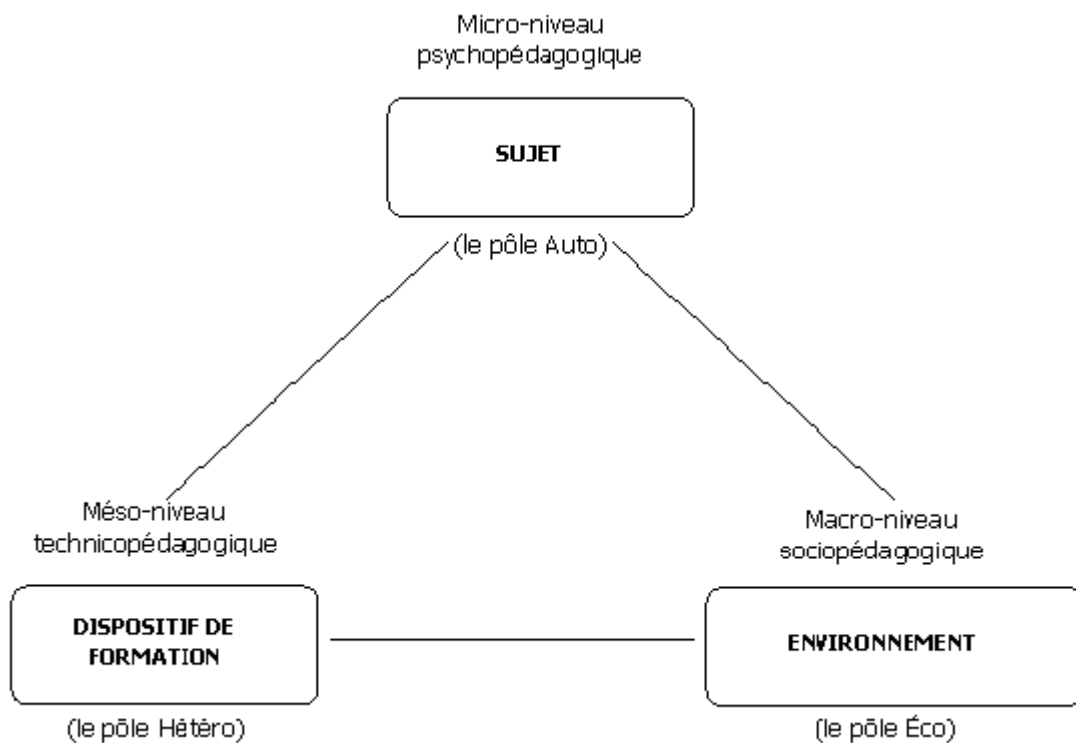 Micro-niveau
psychopédagogique
SUJET
(le pôle Auto)
Méso-niveau
technicopédagogique
DISPOSITIF DE
FORMATION
(le pôle Hétéro)
Macro-niveau
sociopédagogique
ENVIRONNEMENT
(le pôle Éco)